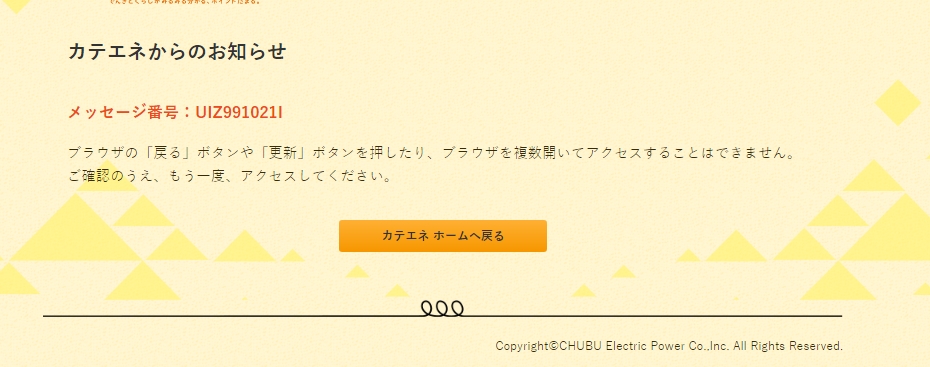 でんきとくらしがみるみる分かる、ポイントたまる。
カテエネからのお知らせ
メッセージ番号：UIZ991021I
ブラウザの「戻る」ボタンや「更新」ボタンを押したり、ブラウザを複数開いてアクセスすることはできません。
ご確認のうえ、もう一度、アクセスしてください。
カテエネ ホームへ戻る
Copyright©CHUBU Electric Power Co.,Inc. All Rights Reserved.